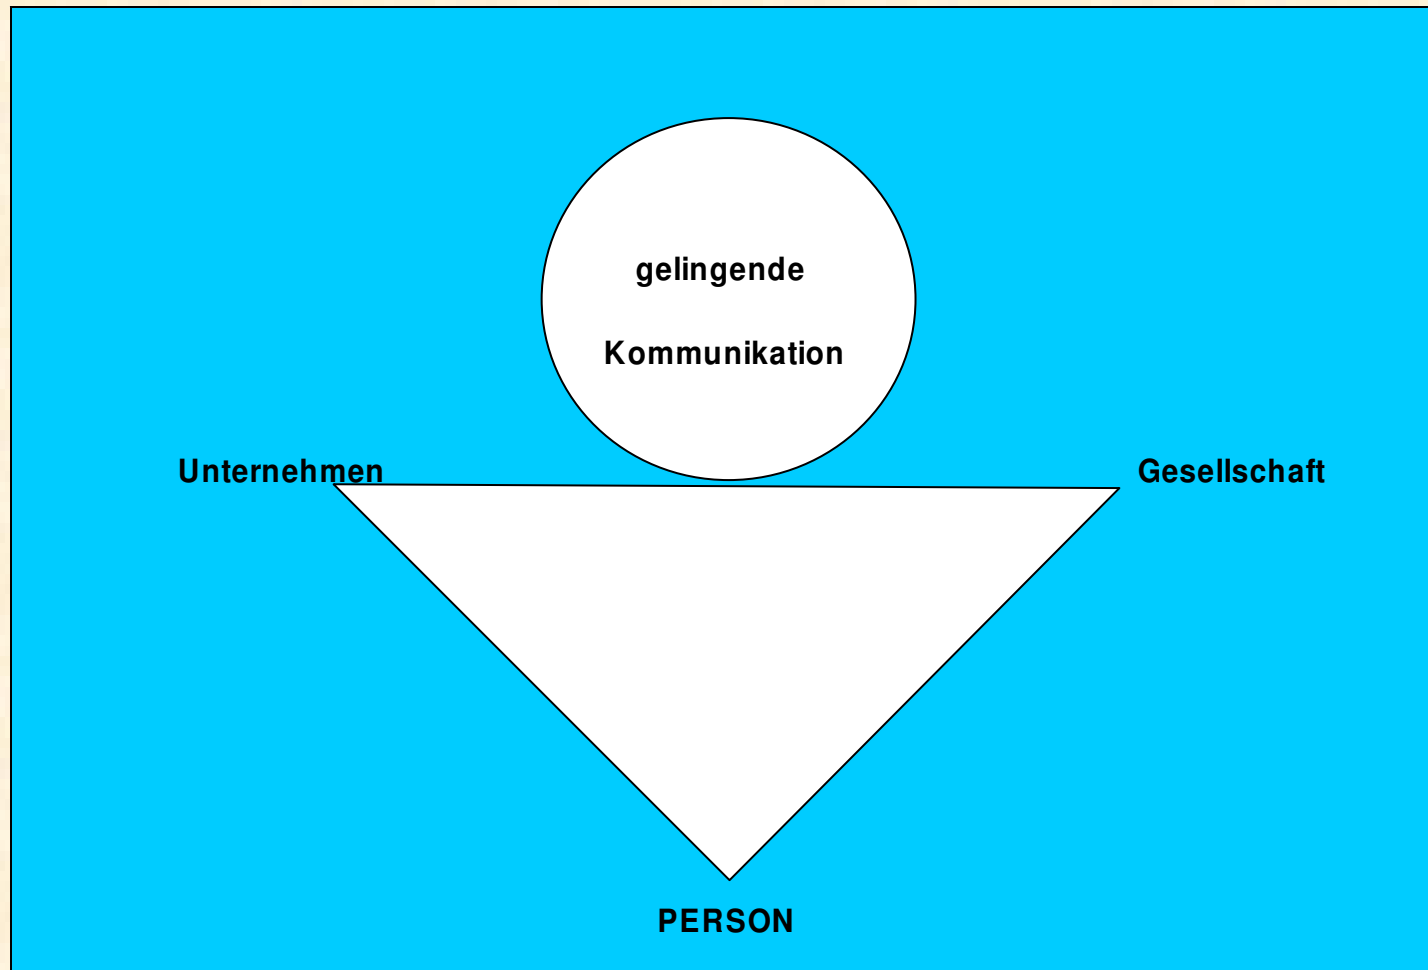 gelingende
Kommunikation
Unternehmen
Gesellschaft
PERSON